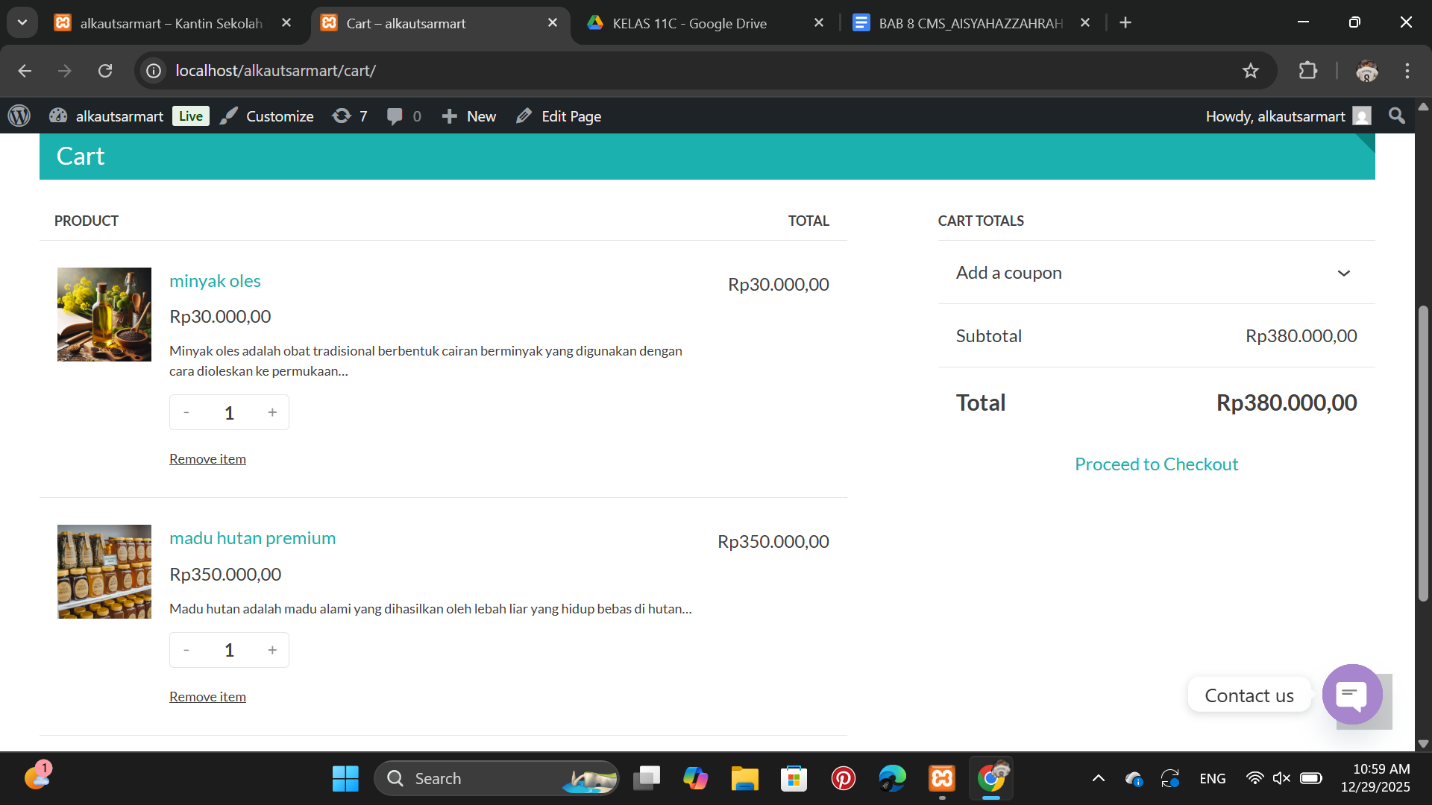 alkautsarmart – Kantin Sekolah
Cart – alkautsarmart
KELAS 11C - Google Drive
BAB 8 CMS_AISYAHAZZAHRAH
localhost/alkautsarmart/cart/
alkautsarmart
Live
Customize
7
0
New
Edit Page
Howdy, alkautsarmart
Cart
PRODUCT
TOTAL
minyak oles
Rp30.000,00
Rp30.000,00
Minyak oles adalah obat tradisional berbentuk cairan berminyak yang digunakan dengan
cara dioleskan ke permukaan…
- 1 +
Remove item
madu hutan premium
Rp350.000,00
Rp350.000,00
Madu hutan adalah madu alami yang dihasilkan oleh lebah liar yang hidup bebas di hutan…
- 1 +
Remove item
CART TOTALS
Add a coupon
Subtotal
Rp380.000,00
Total
Rp380.000,00
Proceed to Checkout
Contact us
1
Search
ENG
10:59 AM
12/29/2025